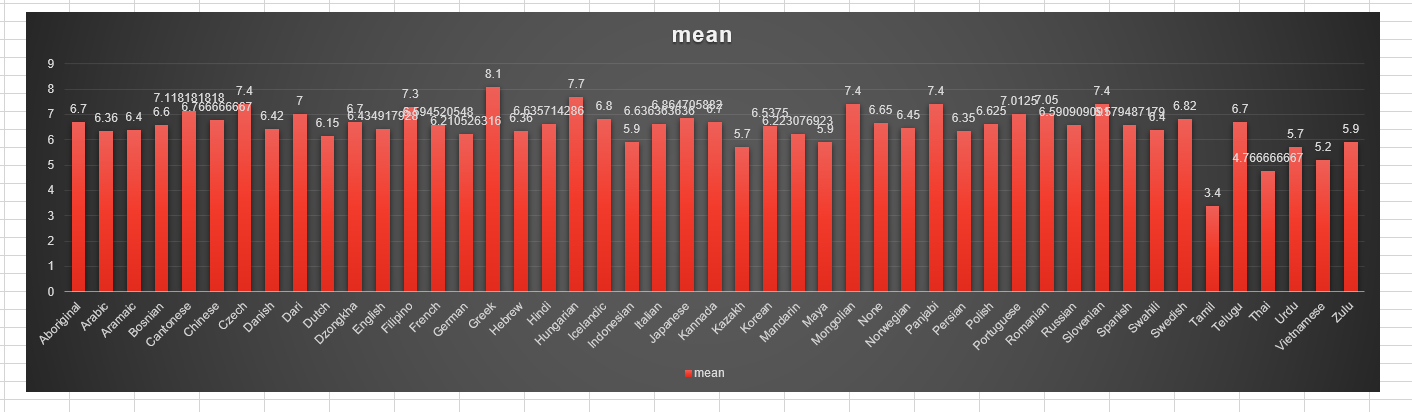 mean
9
8
7
6
5
4
3
2
1
0
6.7 6.36 6.4 6.6 7.118181818 6.766666667 7.4 6.42 7 6.15 6.7 6.434917929 7.3 6.594520548 6.210526316 8.1 6.36 6.635714286 7.7 6.8 5.9 6.636363636 6.864705882 6.7 5.7 6.5375 6.223076923 5.9 7.4 6.65 6.45 7.4 6.35 6.625 7.0125 7.05 6.590909091 7.4 6.579487179 6.4 6.82 3.4 6.7 4.766666667 5.7 5.2 5.9
Aboriginal Arabic Aramaic Bosnian Cantonese Chinese Czech Danish Dari Dutch Dzongkha English Filipino French German Greek Hebrew Hindi Hungarian Icelandic Indonesian Italian Japanese Kannada Kazakh Korean Mandarin Maya Mongolian None Norwegian Panjabi Persian Polish Portuguese Romanian Russian Slovenian Spanish Swahili Swedish Tamil Telugu Thai Urdu Vietnamese Zulu
mean